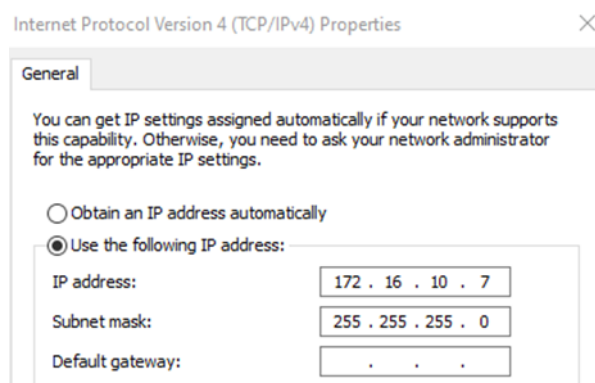 Internet Protocol Version 4 (TCP/IPv4) Properties
General
You can get IP settings assigned automatically if your network supports
this capability. Otherwise, you need to ask your network administrator
for the appropriate IP settings.
Obtain an IP address automatically
Use the following IP address:
IP address: 172 . 16 . 10 . 7
Subnet mask: 255 . 255 . 255 . 0
Default gateway: . . .